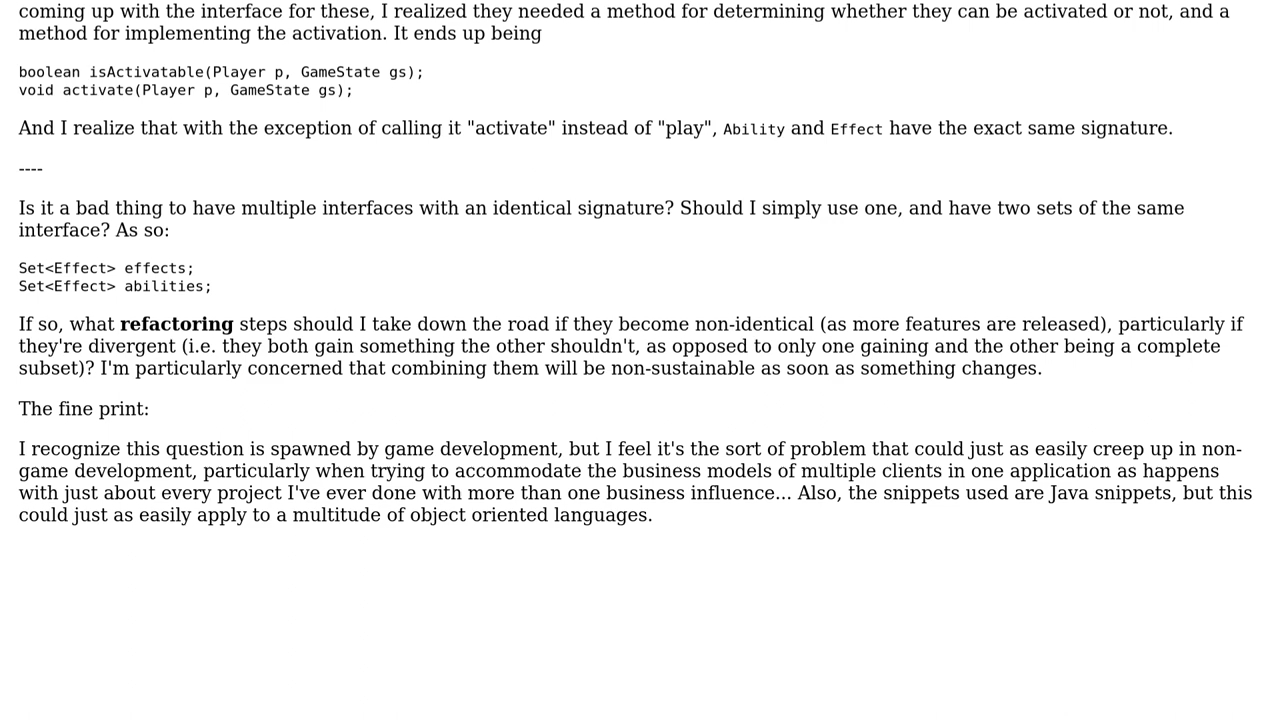 coming up with the interface for these, I realized they needed a method for determining whether they can be activated or not, and a
method for implementing the activation. It ends up being
boolean isActivatable(Player p, GameState gs);
void activate(Player p, GameState gs);
And I realize that with the exception of calling it "activate" instead of "play", Ability and Effect have the exact same signature.
----
Is it a bad thing to have multiple interfaces with an identical signature? Should I simply use one, and have two sets of the same
interface? As so:
Set<Effect> effects;
Set<Effect> abilities;
If so, what refactoring steps should I take down the road if they become non-identical (as more features are released), particularly if
they're divergent (i.e. they both gain something the other shouldn't, as opposed to only one gaining and the other being a complete
subset)? I'm particularly concerned that combining them will be non-sustainable as soon as something changes.
The fine print:
I recognize this question is spawned by game development, but I feel it's the sort of problem that could just as easily creep up in non-
game development, particularly when trying to accommodate the business models of multiple clients in one application as happens
with just about every project I've ever done with more than one business influence... Also, the snippets used are Java snippets, but this
could just as easily apply to a multitude of object oriented languages.